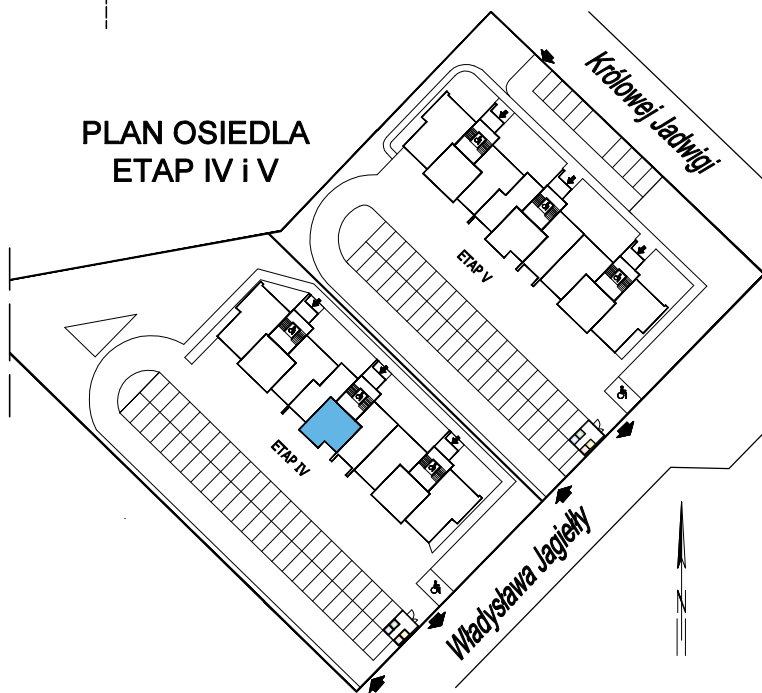 PLAN OSIEDLA
ETAP IV i V
Królowej Jadwigi
ETAP V
ETAP IV
Władysława Jagiełły
N